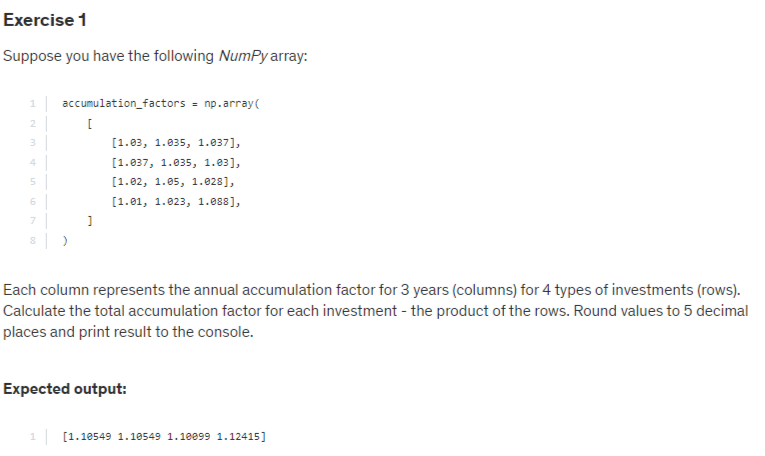 Exercise 1
Suppose you have the following NumPy array:
1 accumulation_factors = np.array(
2 [
3 [1.03, 1.035, 1.037],
4 [1.037, 1.035, 1.03],
5 [1.02, 1.05, 1.028],
6 [1.01, 1.023, 1.088],
7 ]
8 )
Each column represents the annual accumulation factor for 3 years (columns) for 4 types of investments (rows).
Calculate the total accumulation factor for each investment - the product of the rows. Round values to 5 decimal
places and print result to the console.
Expected output:
1 [1.10549 1.10549 1.10099 1.12415]